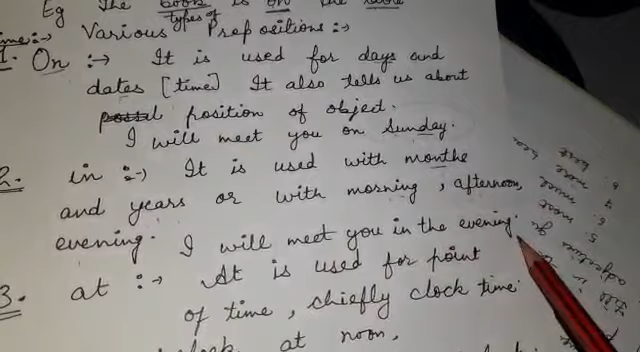 Eg The book is on the table
types of
Time:→ Various Prepositions:→
1. On :→ It is used for days and
dates [time] It also tells us about
postal position of object.
I will meet you on Sunday.
2. in :→ It is used with months
and years or with morning, afternoon,
evening. I will meet you in the evening.
3. at :→ It is used for point
of time, chiefly clock time.
at noon,